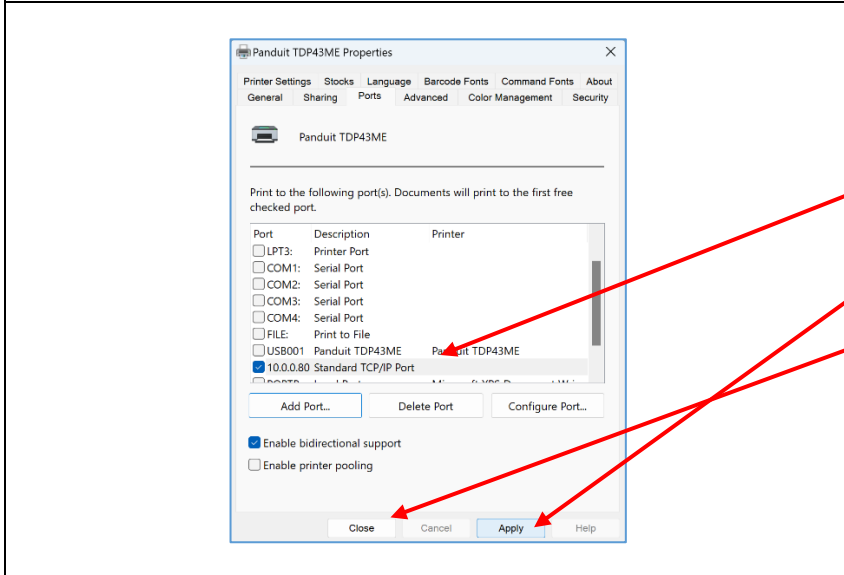 Panduit TDP43ME Properties
Printer Settings Stocks Language Barcode Fonts Command Fonts About
General Sharing Ports Advanced Color Management Security
Panduit TDP43ME
Print to the following port(s). Documents will print to the first free
checked port.
Port Description Printer
LPT3: Printer Port
COM1: Serial Port
COM2: Serial Port
COM3: Serial Port
COM4: Serial Port
FILE: Print to File
USB001 Panduit TDP43ME Panduit TDP43ME
10.0.0.80 Standard TCP/IP Port
Add Port... Delete Port Configure Port...
Enable bidirectional support
Enable printer pooling
Close Cancel Apply Help